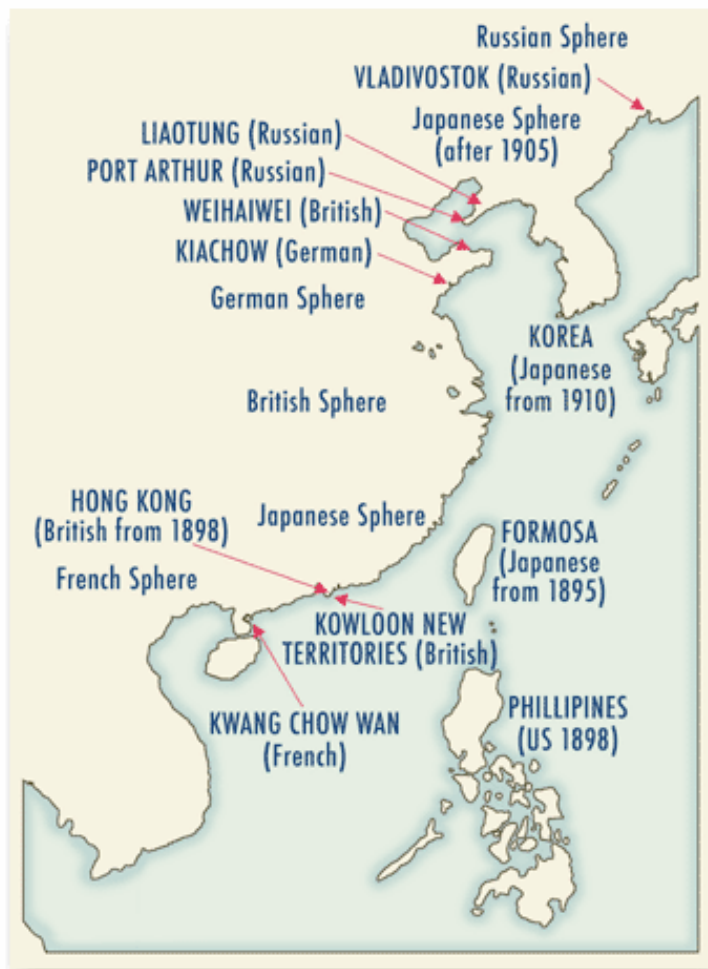 Russian Sphere
VLADIVOSTOK (Russian)
LIAOTUNG (Russian)
Japanese Sphere
(after 1905)
PORT ARTHUR (Russian)
WEIHAIWEI (British)
KIACHOW (German)
German Sphere
KOREA
(Japanese
from 1910)
British Sphere
HONG KONG
(British from 1898)
Japanese Sphere
FORMOSA
(Japanese
from 1895)
French Sphere
KOWLOON NEW
TERRITORIES (British)
KWANG CHOW WAN
(French)
PHILLIPINES
(US 1898)